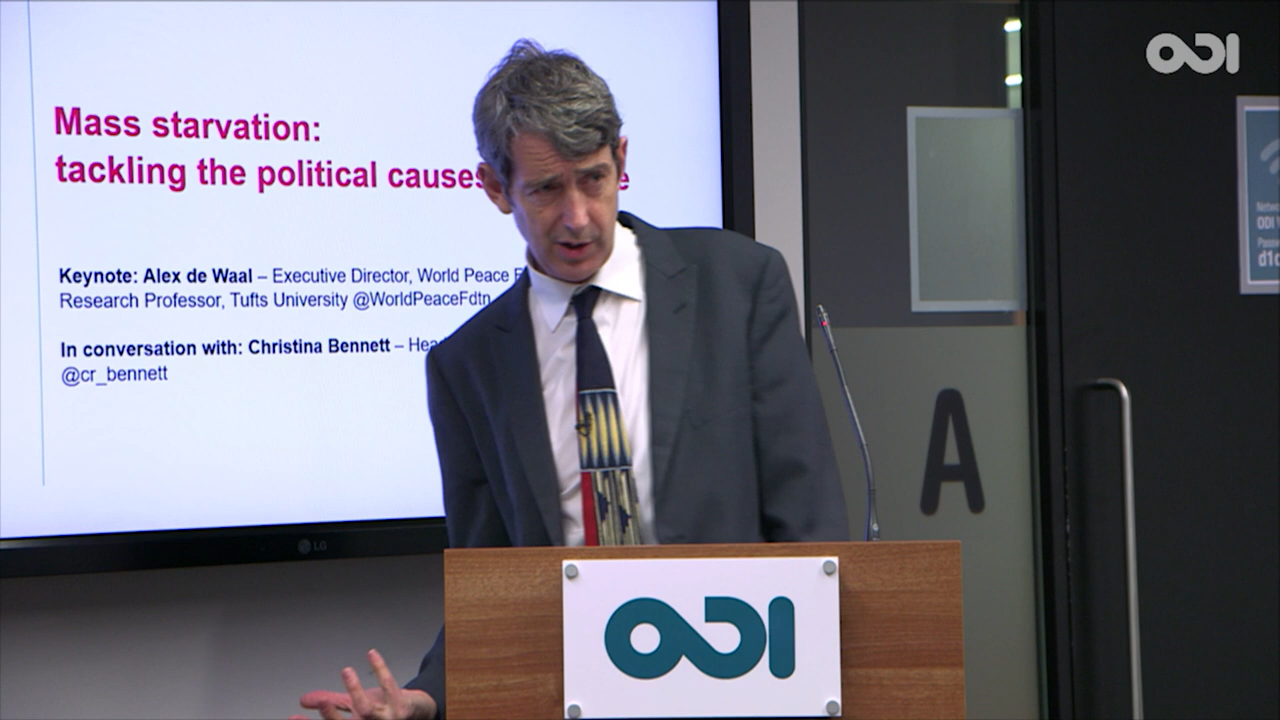 ODI
Mass starvation:
tackling the political causes
Keynote: Alex de Waal – Executive Director, World Peace
Research Professor, Tufts University @WorldPeaceFdtn
In conversation with: Christina Bennett –
@cr_bennett
LG
A
ODI
ODI